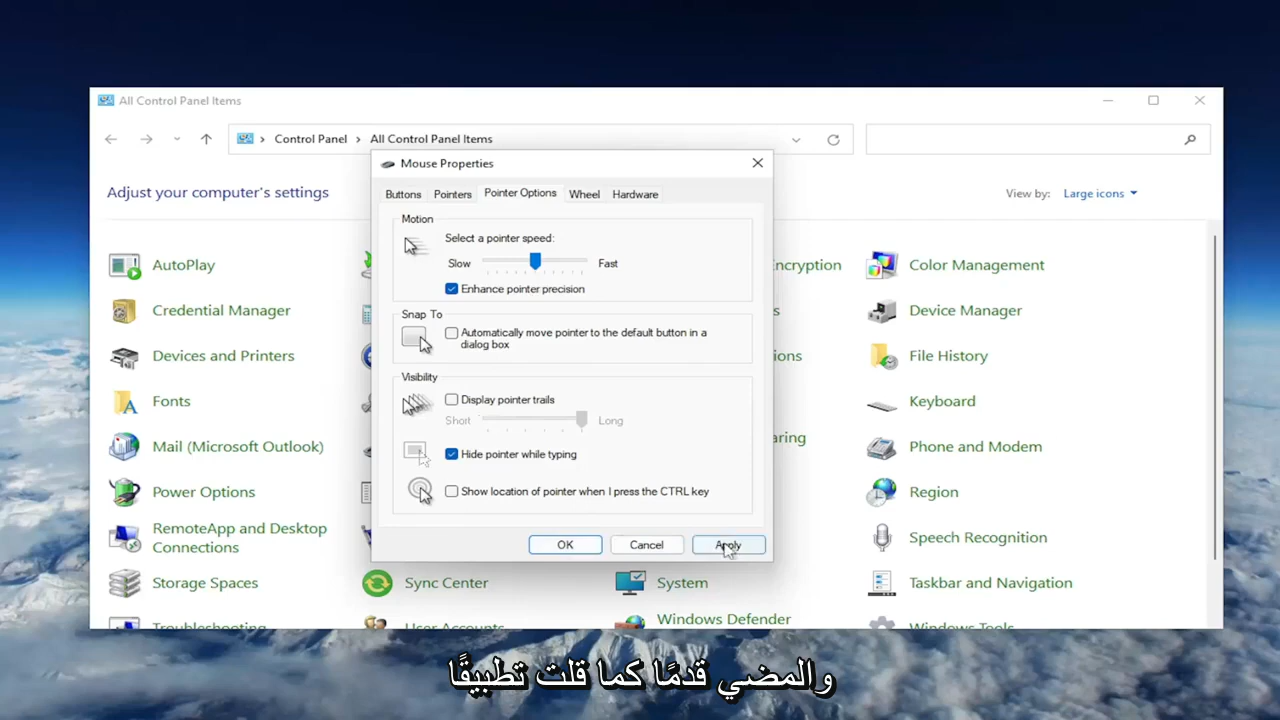 All Control Panel Items
Control Panel > All Control Panel Items
Mouse Properties
Adjust your computer's settings
View by: Large icons
Buttons Pointers Pointer Options Wheel Hardware
Motion
Select a pointer speed:
Slow Fast
Enhance pointer precision
Snap To
Automatically move pointer to the default button in a
dialog box
Visibility
Display pointer trails
Short Long
Hide pointer while typing
Show location of pointer when I press the CTRL key
OK Cancel Apply
AutoPlay
ncryption
Color Management
Credential Manager
s
Device Manager
Devices and Printers
ions
File History
Fonts
Keyboard
Mail (Microsoft Outlook)
aring
Phone and Modem
Power Options
Region
RemoteApp and Desktop
Connections
Speech Recognition
Storage Spaces
Sync Center
System
Taskbar and Navigation
Troubleshooting
User Accounts
Windows Defender
Windows Tools
والمضي قدمًا كما قلت تطبيقًا